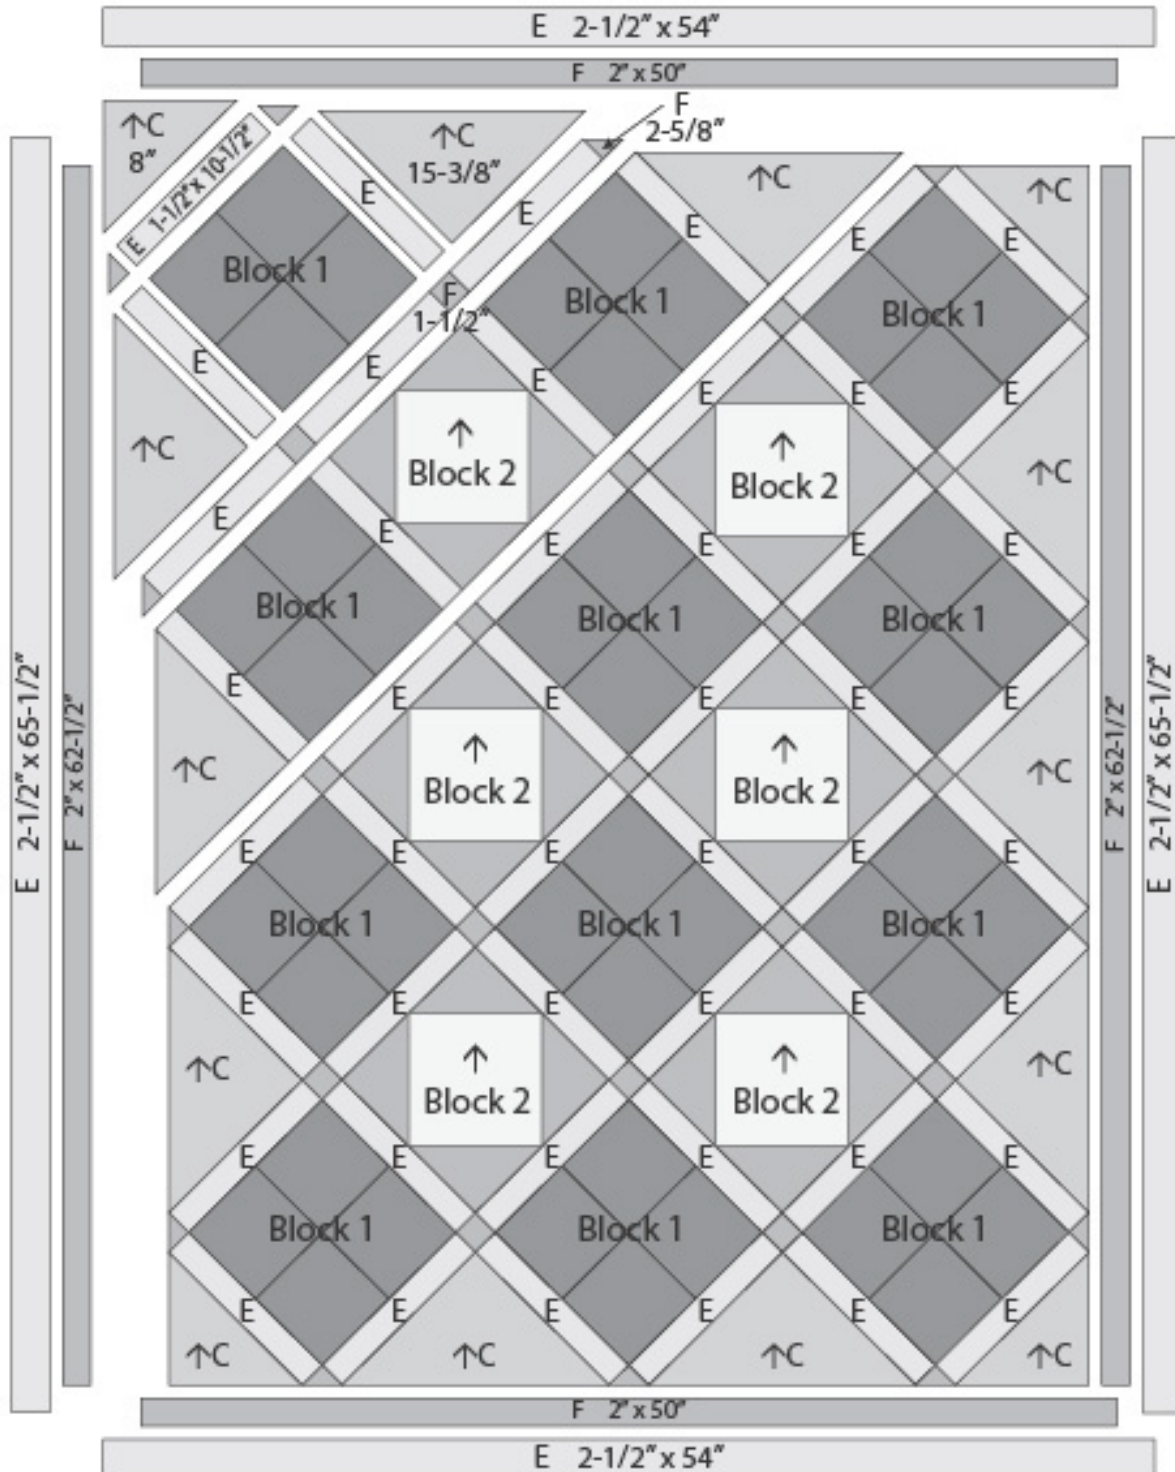 E 2-1/2” x 54”
F 2” x 50”
F
2-5/8”
↑C
8”
E 1-1/2” x 10-1/2”
↑C
15-3/8”
↑C
↑C
E
E E E E
Block 1
F
1-1/2”
Block 1 Block 1
E E E E E E
↑C
↑
Block 2
↑
Block 2
↑C
E E E E E E
Block 1 Block 1 Block 1
E E E E E E
E 2-1/2” x 65-1/2”
F 2” x 62-1/2”
↑C
↑
Block 2
↑
Block 2
↑C
F 2” x 62-1/2”
E 2-1/2” x 65-1/2”
E E E E E E
Block 1 Block 1 Block 1
E E E E E E
↑C
↑
Block 2
↑
Block 2
↑C
E E E E E E
Block 1 Block 1 Block 1
E E E E E E
↑C ↑C ↑C ↑C
F 2” x 50”
E 2-1/2” x 54”